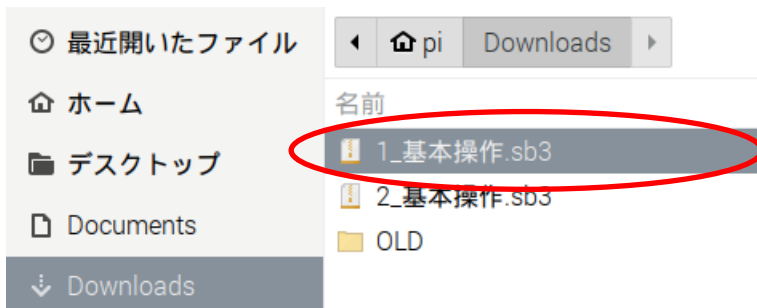 最近開いたファイル
ホーム
デスクトップ
Documents
Downloads
pi Downloads
名前
1_基本操作.sb3
2_基本操作.sb3
OLD